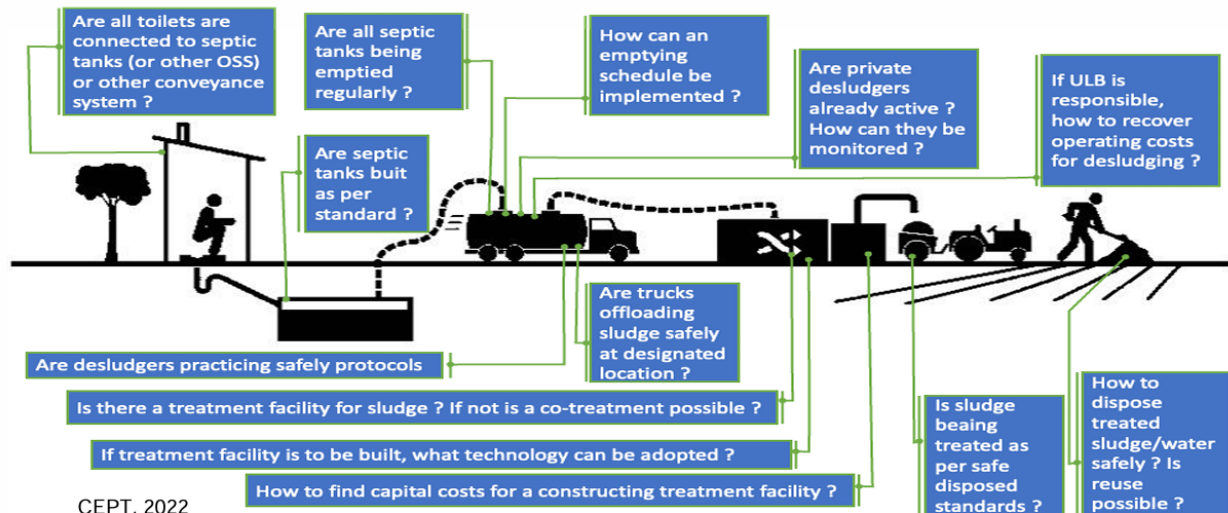 Are all toilets are
connected to septic
tanks (or other OSS)
or other conveyance
system ?
Are all septic
tanks being
emptied
regularly ?
How can an
emptying
schedule be
implemented ?
Are private
desludgers
already active ?
How can they be
monitored ?
If ULB is
responsible,
how to recover
operating costs
for desludging ?
Are septic
tanks buit
as per
standard ?
Are trucks
offloading
sludge safely
at designated
location ?
Are desludgers practicing safely protocols
Is there a treatment facility for sludge ? If not is a co-treatment possible ?
If treatment facility is to be built, what technology can be adopted ?
How to find capital costs for a constructing treatment facility ?
Is sludge
beaing
treated as
per safe
disposed
standards ?
How to
dispose
treated
sludge/water
safely ? Is
reuse
possible ?
CEPT, 2022